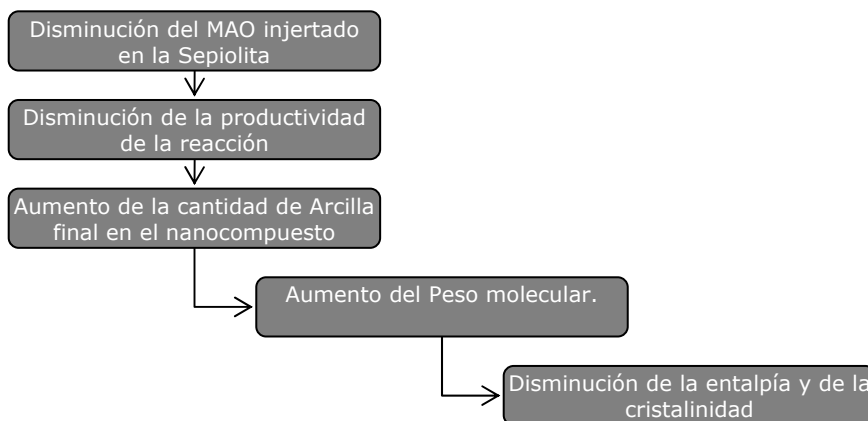 Disminución del MAO injertado
en la Sepiolita
Disminución de la productividad
de la reacción
Aumento de la cantidad de Arcilla
final en el nanocompuesto
Aumento del Peso molecular.
Disminución de la entalpía y de la
cristalinidad